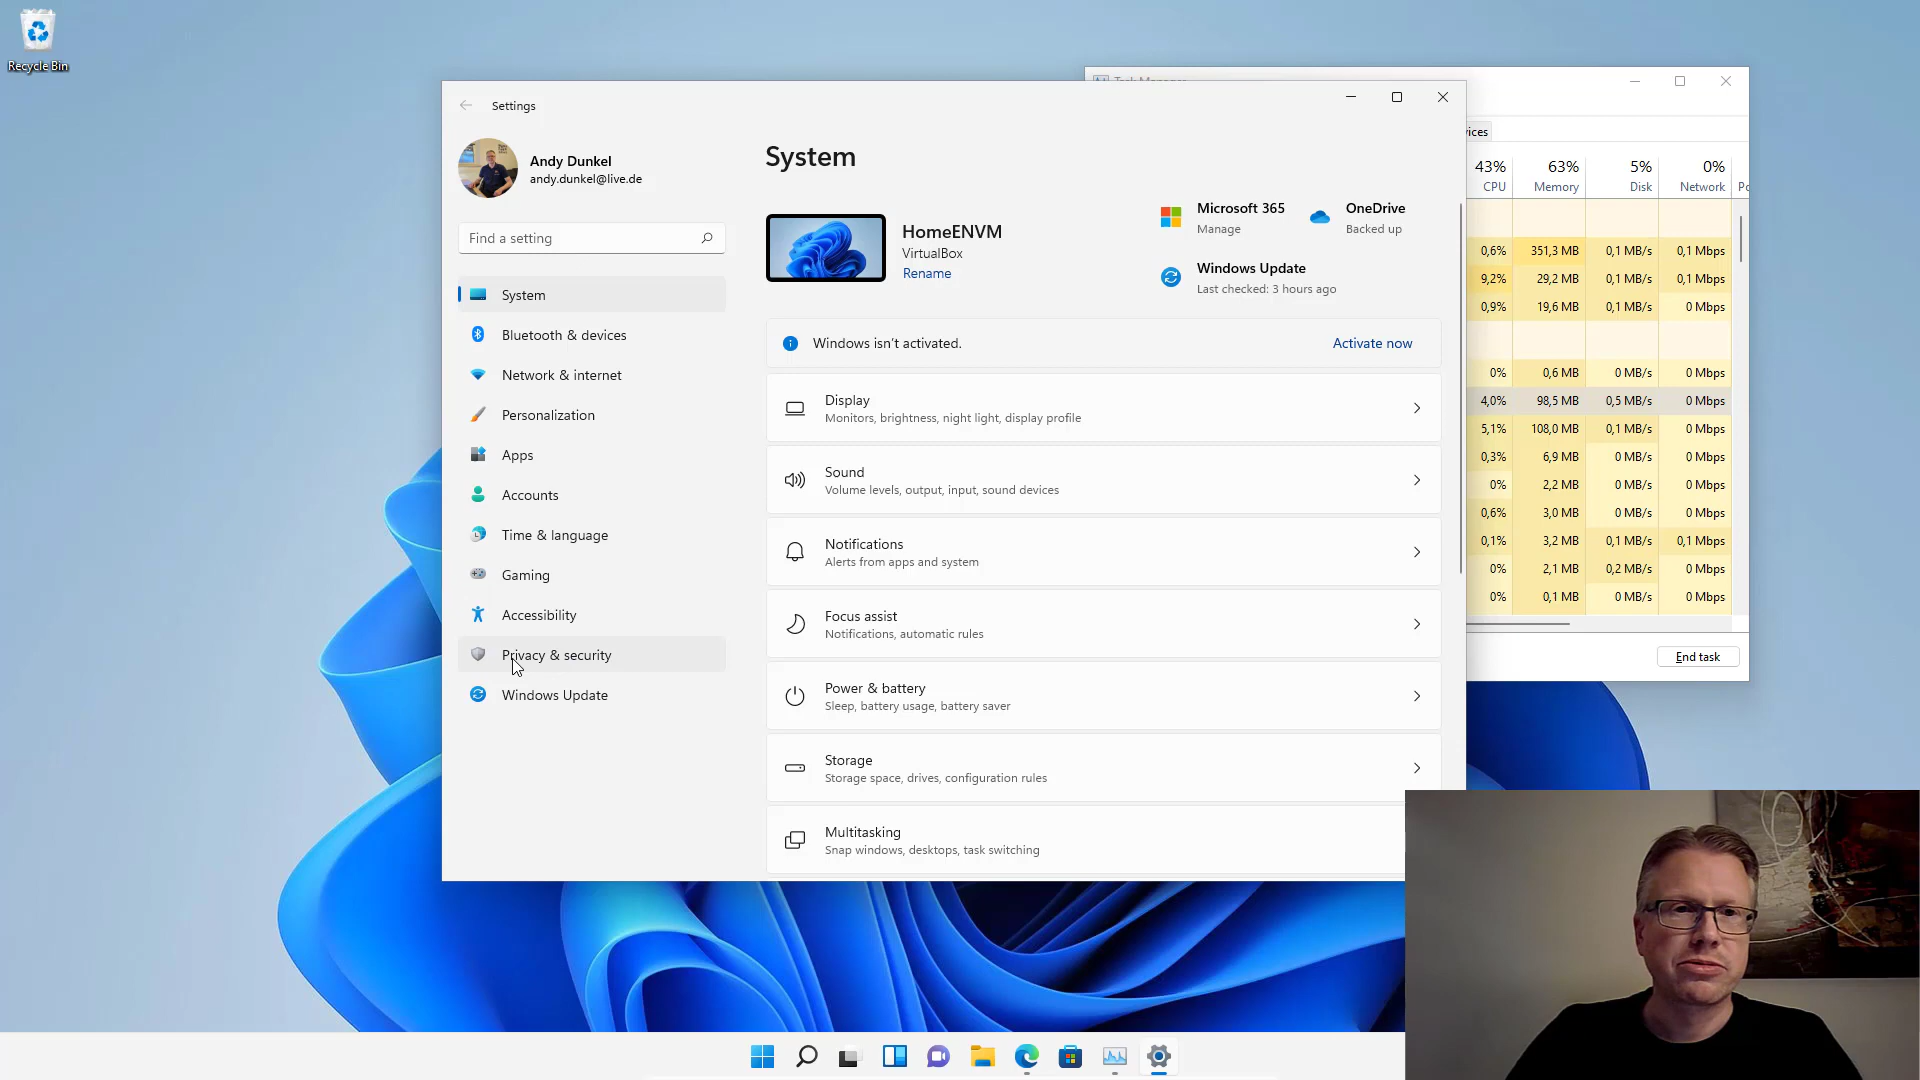 Recycle Bin
Settings
Andy Dunkel
andy.dunkel@live.de
Find a setting
System
Bluetooth & devices
Network & internet
Personalization
Apps
Accounts
Time & language
Gaming
Accessibility
Privacy & security
Windows Update
System
HomeENVM
VirtualBox
Rename
Microsoft 365
Manage
OneDrive
Backed up
Windows Update
Last checked: 3 hours ago
Windows isn't activated.
Activate now
Display
Monitors, brightness, night light, display profile
Sound
Volume levels, output, input, sound devices
Notifications
Alerts from apps and system
Focus assist
Notifications, automatic rules
Power & battery
Sleep, battery usage, battery saver
Storage
Storage space, drives, configuration rules
Multitasking
Snap windows, desktops, task switching
Task Manager
vices
43% 63% 5% 0%
CPU Memory Disk Network Po
0,6% 351,3 MB 0,1 MB/s 0,1 Mbps
9,2% 29,2 MB 0,1 MB/s 0,1 Mbps
0,9% 19,6 MB 0,1 MB/s 0 Mbps
0% 0,6 MB 0 MB/s 0 Mbps
4,0% 98,5 MB 0,5 MB/s 0 Mbps
5,1% 108,0 MB 0,1 MB/s 0 Mbps
0,3% 6,9 MB 0 MB/s 0 Mbps
0% 2,2 MB 0 MB/s 0 Mbps
0,6% 3,0 MB 0 MB/s 0 Mbps
0,1% 3,2 MB 0,1 MB/s 0,1 Mbps
0% 2,1 MB 0,2 MB/s 0 Mbps
0% 0,1 MB 0 MB/s 0 Mbps
End task